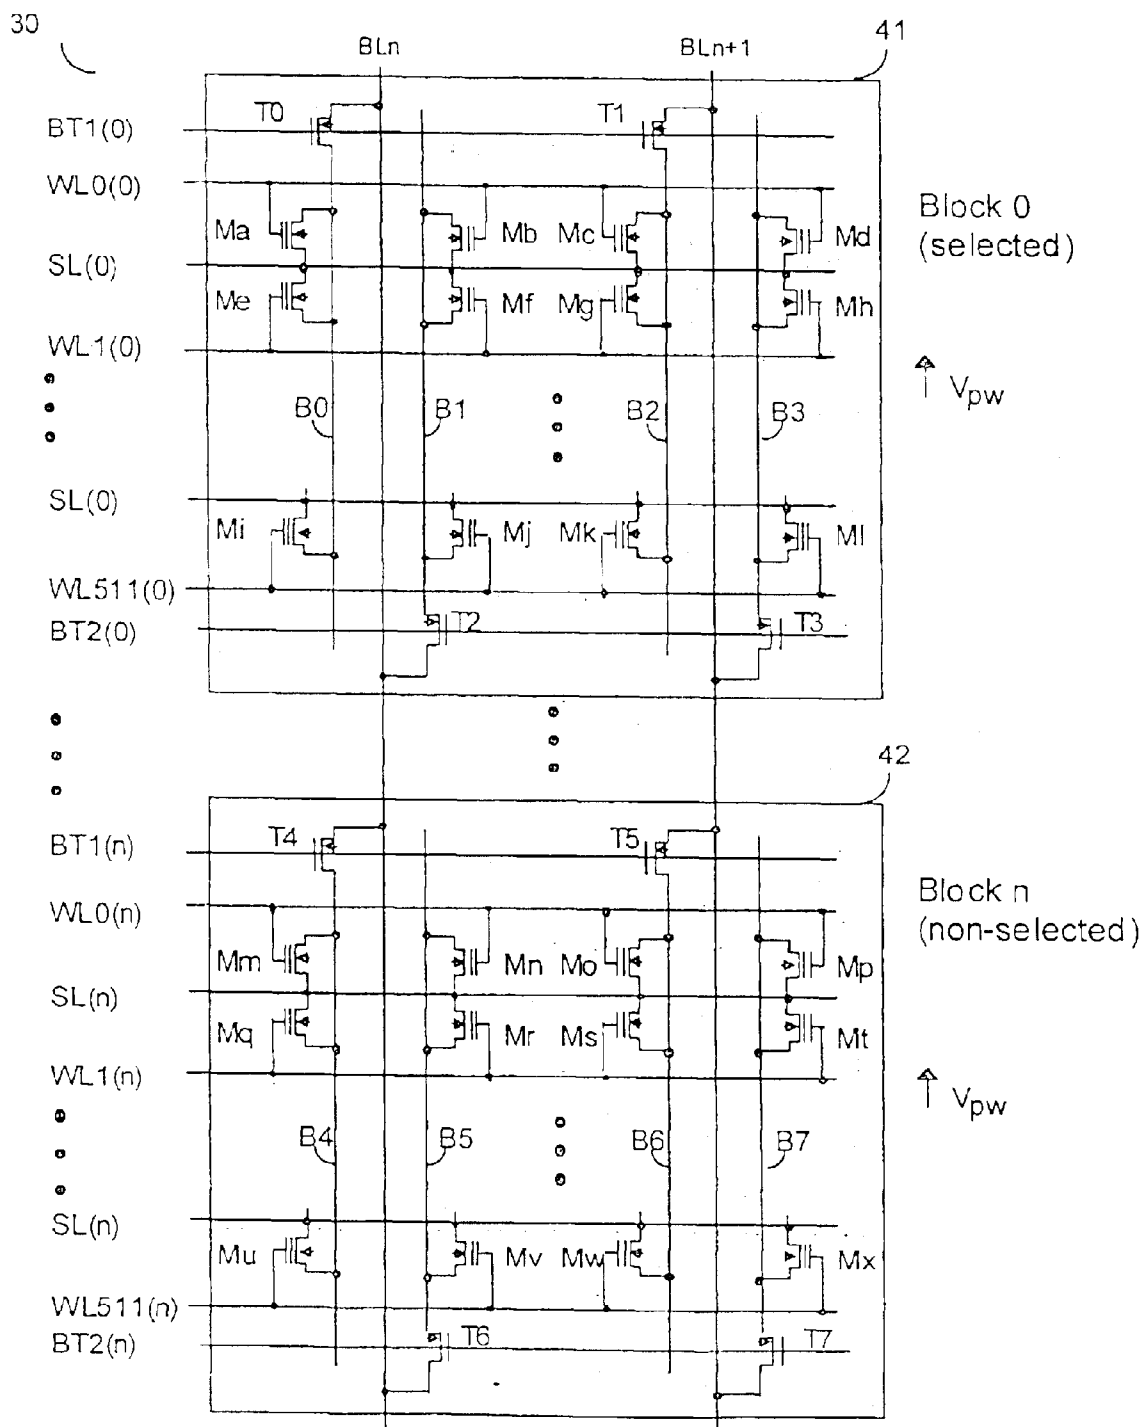 30
41
BLn
BLn+1
T0
T1
BT1(0)
WL0(0)
Ma
Mb
Mc
Md
Block 0
(selected)
SL(0)
Me
Mf
Mg
Mh
WL1(0)
Vpw
B0
B1
B2
B3
SL(0)
Mi
Mj
Mk
Ml
WL511(0)
BT2(0)
T2
T3
42
T4
T5
BT1(n)
WL0(n)
Block n
(non-selected)
Mm
Mn
Mo
Mp
SL(n)
Mq
Mr
Ms
Mt
WL1(n)
Vpw
B4
B5
B6
B7
SL(n)
Mu
Mv
Mw
Mx
WL511(n)
BT2(n)
T6
T7